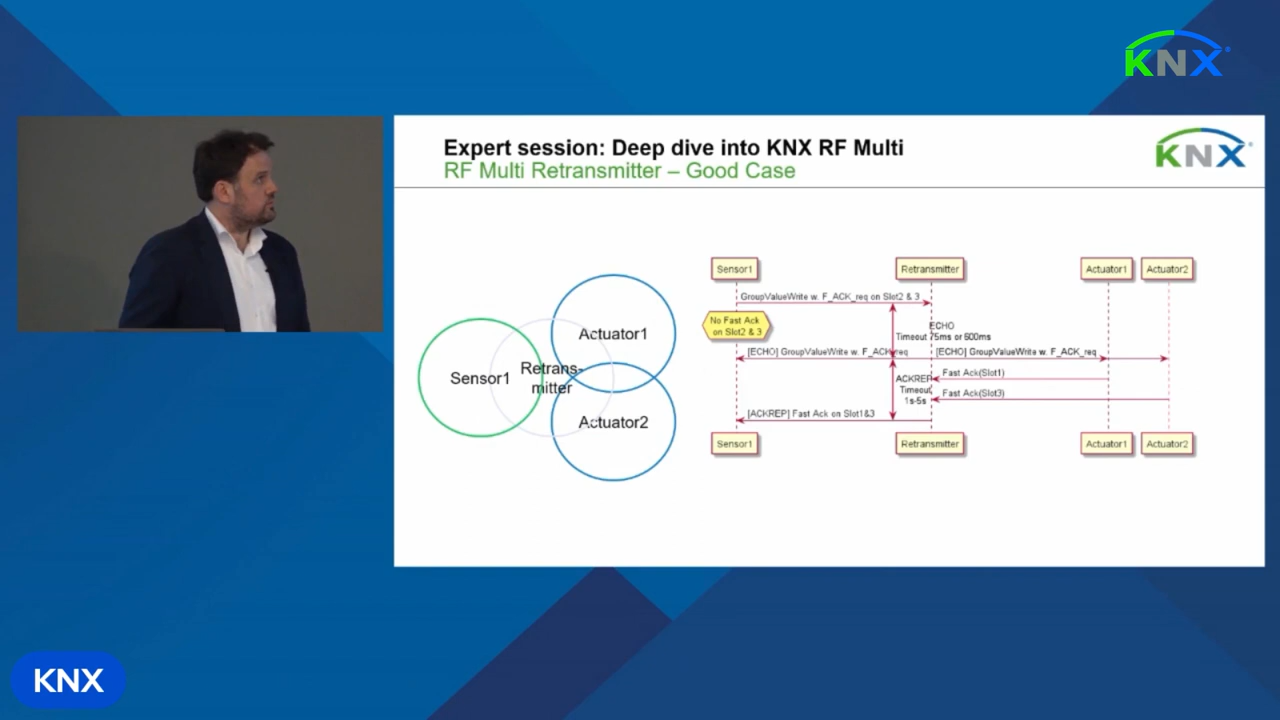 KNX
Expert session: Deep dive into KNX RF Multi
RF Multi Retransmitter – Good Case
KNX
Sensor1
Retrans-
mitter
Actuator1
Actuator2
Sensor1
Retransmitter
Actuator1
Actuator2
GroupValueWrite w. F_ACK_req on Slot2 & 3
No Fast Ack
on Slot2 & 3
ECHO
Timeout 75ms or 600ms
[ECHO] GroupValueWrite w. F_ACK_req
[ECHO] GroupValueWrite w. F_ACK_req
Fast Ack(Slot1)
ACKREP
Timeout
1s-5s
Fast Ack(Slot3)
[ACKREP] Fast Ack on Slot1&3
Sensor1
Retransmitter
Actuator1
Actuator2
KNX